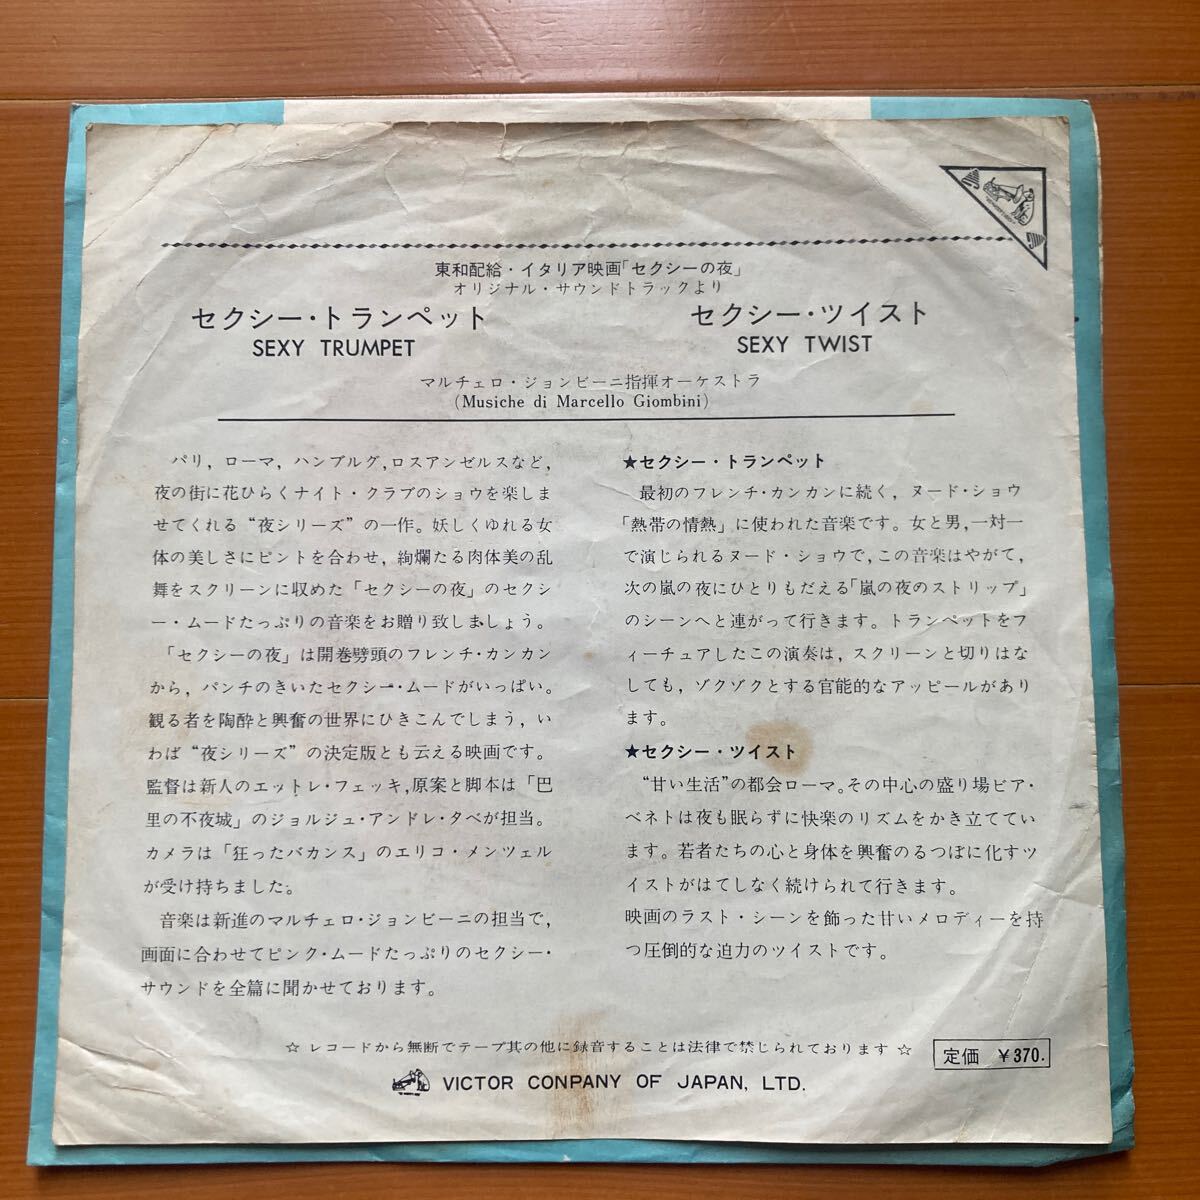 東和配給・イタリア映画「セクシーの夜」
オリジナル・サウンドトラックより
セクシー・トランペット
SEXY TRUMPET
セクシー・ツイスト
SEXY TWIST
マルチェロ・ジョンビーニ指揮オーケストラ
(Musiche di Marcello Giombini)
パリ，ローマ，ハンブルグ，ロスアンゼルスなど，
夜の街に花ひらくナイト・クラブのショウを楽しま
せてくれる“夜シリーズ”の一作。妖しくゆれる女
体の美しさにピントを合わせ，絢爛たる肉体美の乱
舞をスクリーンに収めた「セクシーの夜」のセクシ
ー・ムードたっぷりの音楽をお贈り致しましょう。
「セクシーの夜」は開巻劈頭のフレンチ・カンカン
から，パンチのきいたセクシー・ムードがいっぱい。
観る者を陶酔と興奮の世界にひきこんでしまう，い
わば“夜シリーズ”の決定版とも云える映画です。
監督は新人のエットレ・フェッキ，原案と脚本は「巴
里の不夜城」のジョルジュ・アンドレ・タベが担当。
カメラは「狂ったバカンス」のエリコ・メンツェル
が受け持ちました。
音楽は新進のマルチェロ・ジョンビーニの担当で，
画面に合わせてピンク・ムードたっぷりのセクシー・
サウンドを全篇に聞かせております。
★セクシー・トランペット
最初のフレンチ・カンカンに続く，ヌード・ショウ
「熱帯の情熱」に使われた音楽です。女と男，一対一
で演じられるヌード・ショウで，この音楽はやがて，
次の嵐の夜にひとりもだえる「嵐の夜のストリップ」
のシーンへと連がって行きます。トランペットをフ
ィーチュアしたこの演奏は，スクリーンと切りはな
しても，ゾクゾクとする官能的なアッピールがあり
ます。
★セクシー・ツイスト
“甘い生活”の都会ローマ。その中心の盛り場ビア・
ベネトは夜も眠らずに快楽のリズムをかき立ててい
ます。若者たちの心と身体を興奮のるつぼに化すツ
イストがはてしなく続けられて行きます。
映画のラスト・シーンを飾った甘いメロディーを持
つ圧倒的な迫力のツイストです。
☆ レコードから無断でテープ其の他に録音することは法律で禁じられております ☆
定価 ￥370.
VICTOR CONPANY OF JAPAN, LTD.